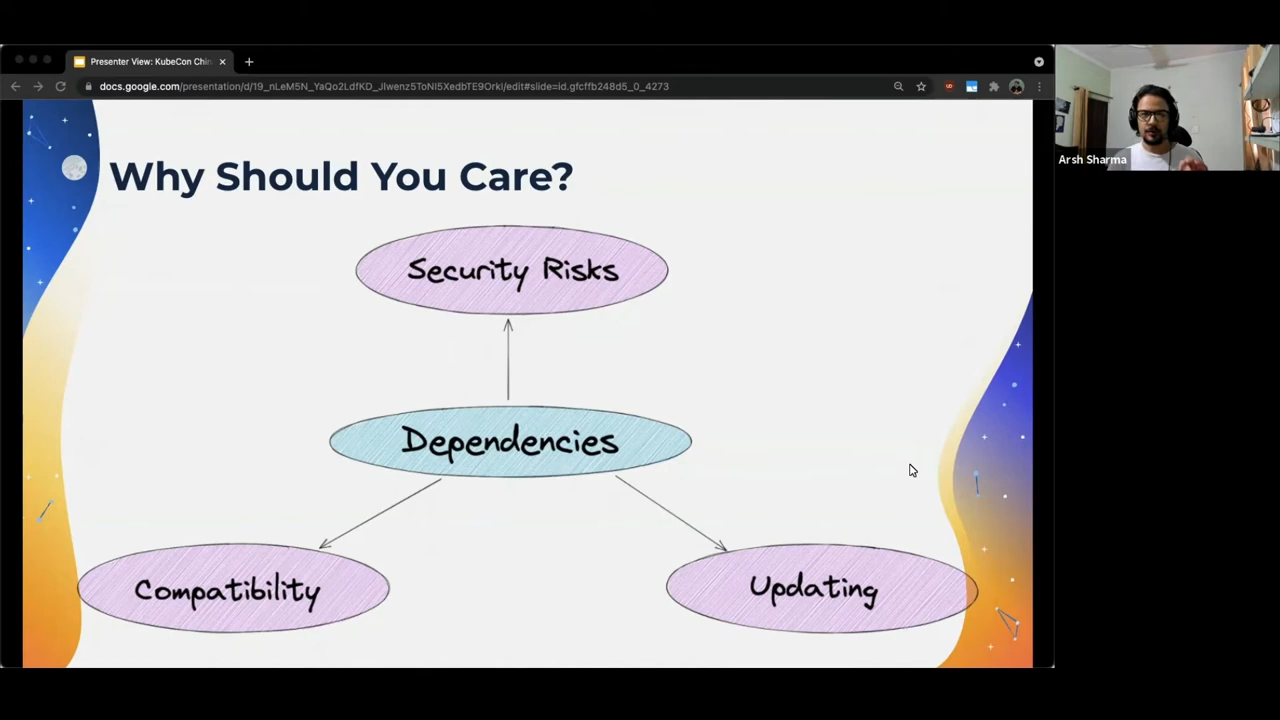 Presenter View: KubeCon Chin
docs.google.com/presentation/d/19_nLeM5N_YaQo2LdfKD_JIwenz5ToNI5XedbTE9OrkI/edit#slide=id.gfcffb248d5_0_4273
Arsh Sharma
Why Should You Care?
Security Risks
Dependencies
Compatibility
Updating